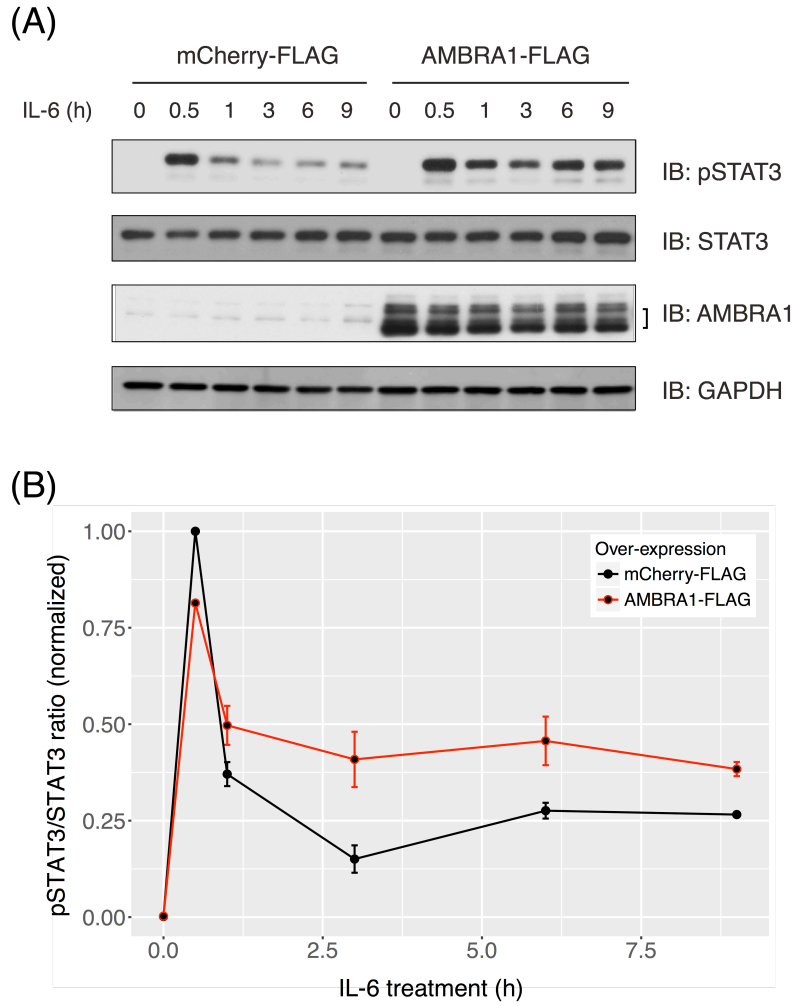 (A)
mCherry-FLAG AMBRA1-FLAG
IL-6 (h) 0 0.5 1 3 6 9 0 0.5 1 3 6 9
IB: pSTAT3
IB: STAT3
IB: AMBRA1
IB: GAPDH
(B)
pSTAT3/STAT3 ratio (normalized)
1.00
0.75
0.50
0.25
0.00
Over-expression
mCherry-FLAG
AMBRA1-FLAG
0.0 2.5 5.0 7.5
IL-6 treatment (h)